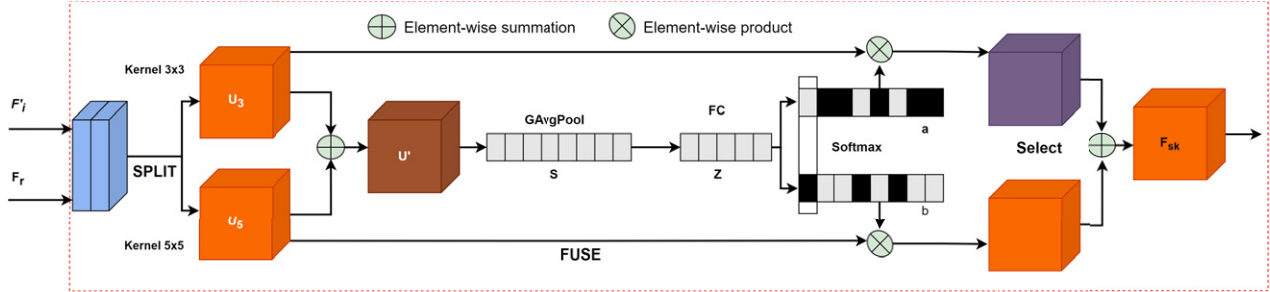 Element-wise summation
Element-wise product
Kernel 3x3
F'i
U3
GAvgPool
FC
a
SPLIT
U'
Softmax
Select
Fsk
Fr
S
Z
U5
b
Kernel 5x5
FUSE